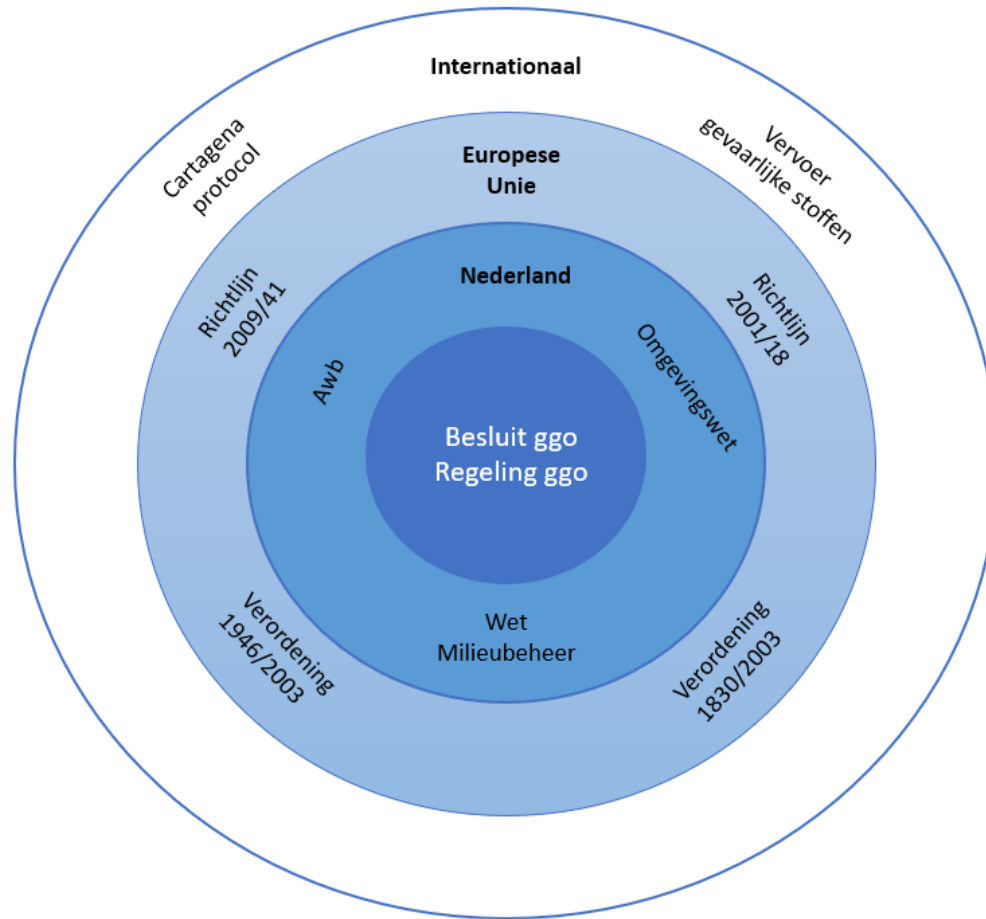 Internationaal
Cartagena
protocol
Vervoer
gevaarlijke stoffen
Europese
Unie
Richtlijn
2009/41
Richtlijn
2001/18
Nederland
Awb
Omgevingswet
Besluit ggo
Regeling ggo
Wet
Milieubeheer
Verordening
1946/2003
Verordening
1830/2003